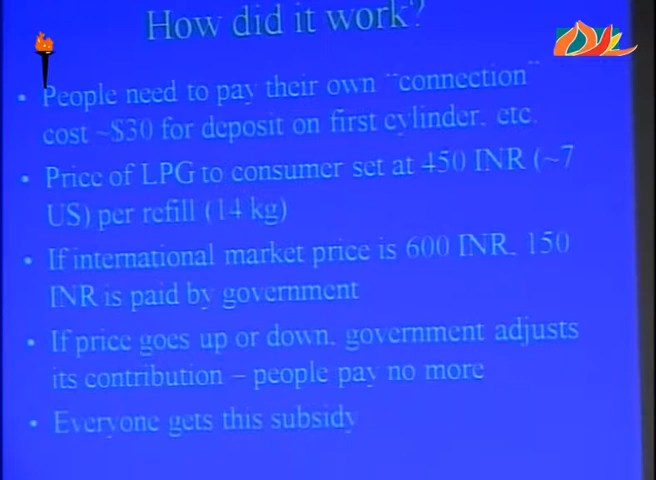 How did it work?
• People need to pay their own "connection"
cost ~$30 for deposit on first cylinder, etc.
• Price of LPG to consumer set at 450 INR (~7
US) per refill (14 kg)
• If international market price is 600 INR, 150
INR is paid by government
• If price goes up or down, government adjusts
its contribution – people pay no more
• Everyone gets this subsidy